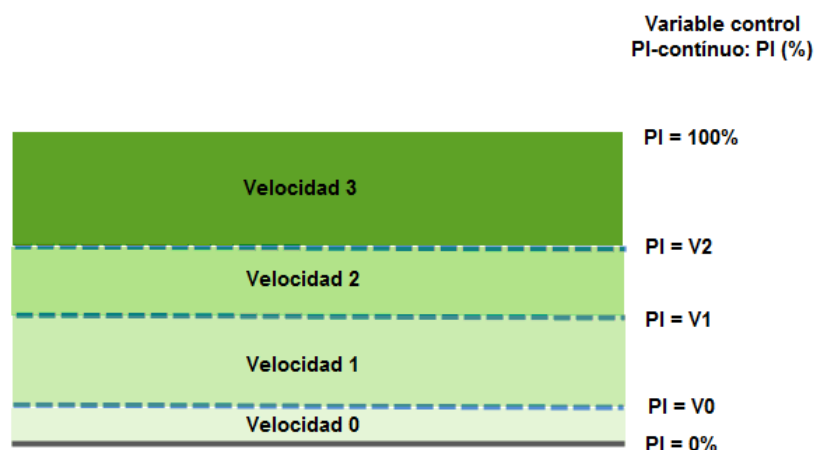 Variable control
PI-contínuo: PI (%)
PI = 100%
Velocidad 3
PI = V2
Velocidad 2
PI = V1
Velocidad 1
PI = V0
Velocidad 0
PI = 0%